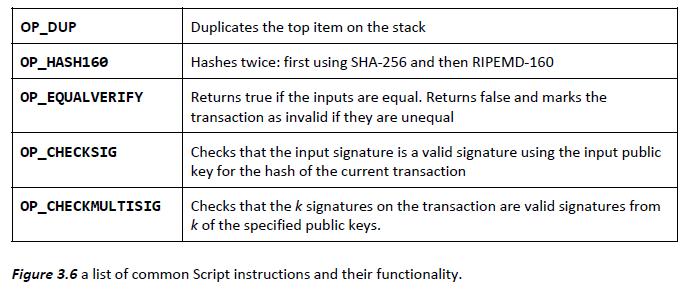 OP_DUP Duplicates the top item on the stack
OP_HASH160 Hashes twice: first using SHA-256 and then RIPEMD-160
OP_EQUALVERIFY Returns true if the inputs are equal. Returns false and marks the
transaction as invalid if they are unequal
OP_CHECKSIG Checks that the input signature is a valid signature using the input public
key for the hash of the current transaction
OP_CHECKMULTISIG Checks that the k signatures on the transaction are valid signatures from
k of the specified public keys.
Figure 3.6 a list of common Script instructions and their functionality.